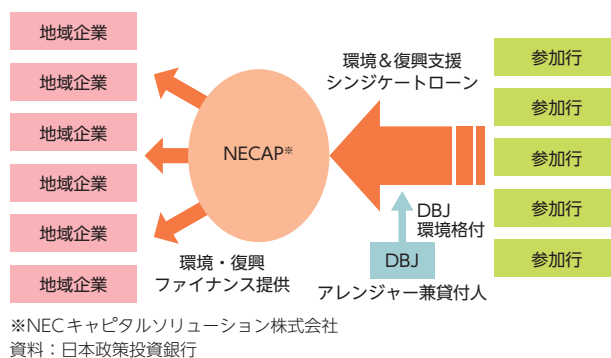 地域企業
地域企業
地域企業
地域企業
地域企業
地域企業
NECAP※
環境・復興
ファイナンス提供
環境＆復興支援
シンジケートローン
DBJ
環境格付
DBJ
アレンジャー兼貸付人
参加行
参加行
参加行
参加行
参加行
※NECキャピタルソリューション株式会社
資料：日本政策投資銀行